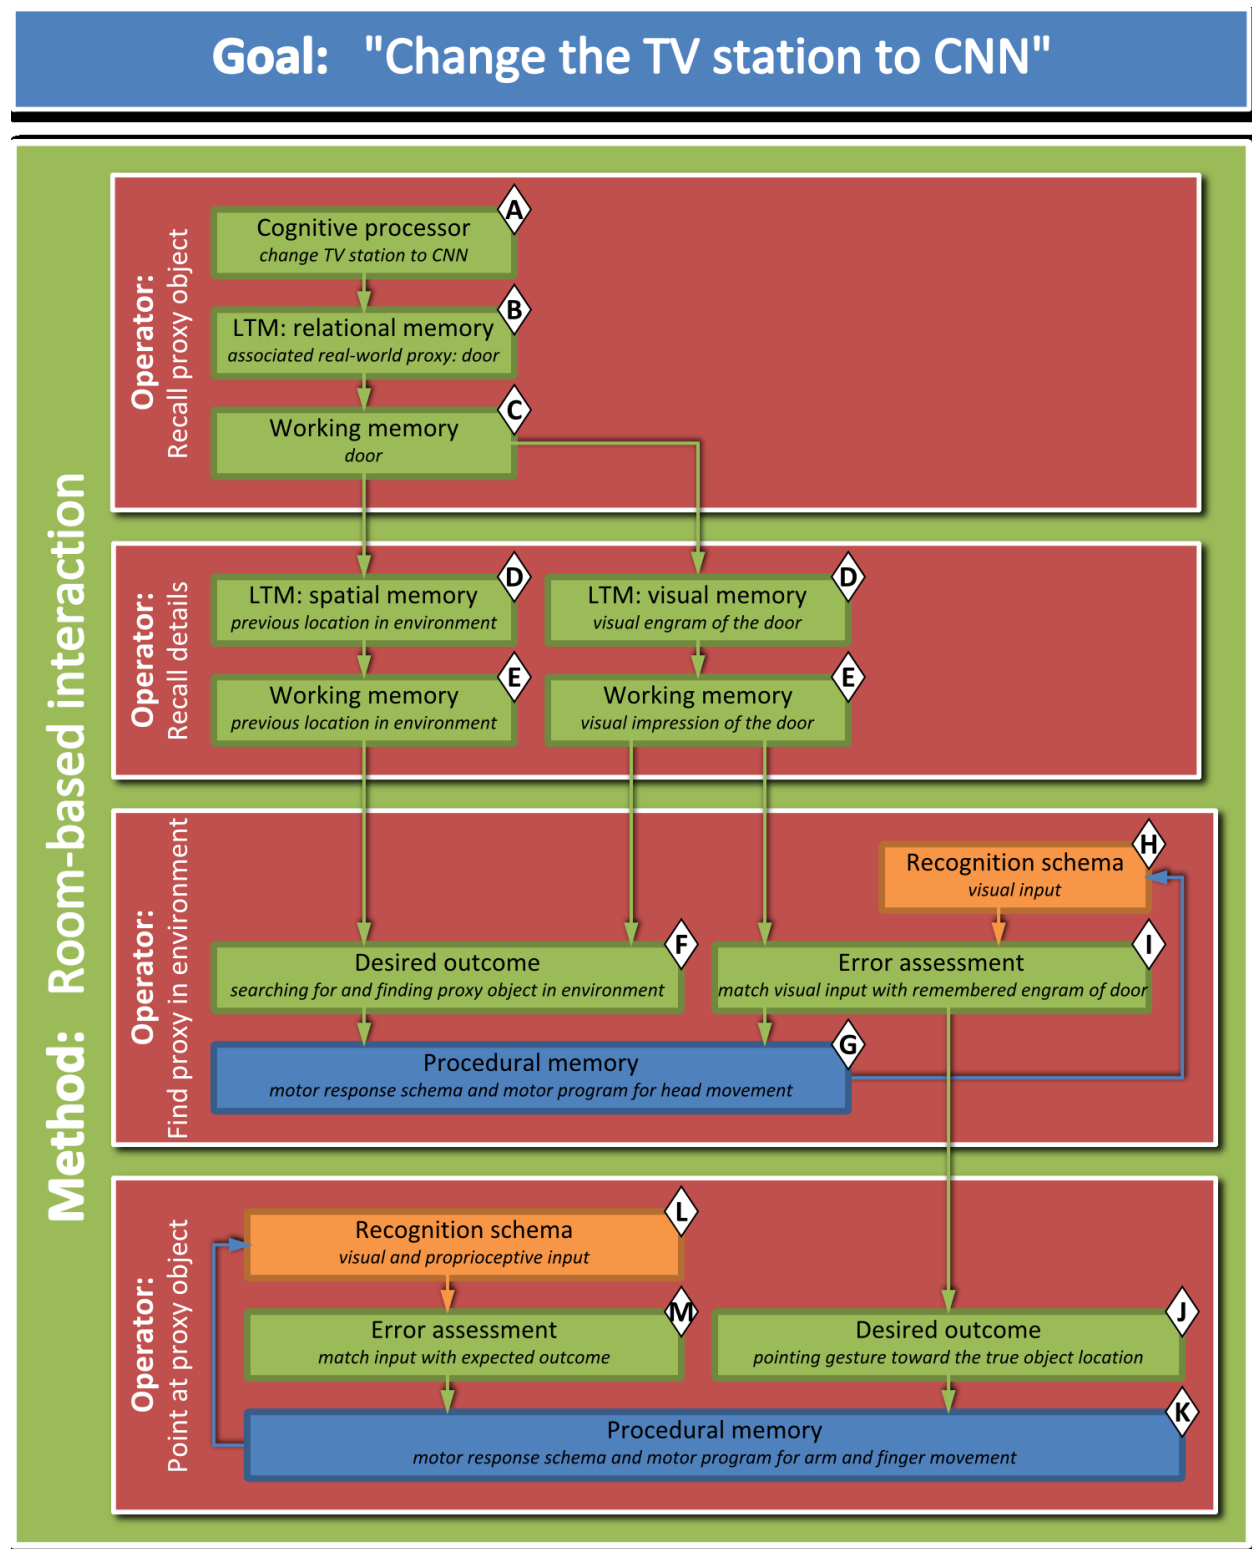 Goal: "Change the TV station to CNN"
Method: Room-based interaction
Operator:
Recall proxy object
A
Cognitive processor
change TV station to CNN
B
LTM: relational memory
associated real-world proxy: door
C
Working memory
door
Operator:
Recall details
D
LTM: spatial memory
previous location in environment
D
LTM: visual memory
visual engram of the door
E
Working memory
previous location in environment
E
Working memory
visual impression of the door
Operator:
Find proxy in environment
H
Recognition schema
visual input
F
Desired outcome
searching for and finding proxy object in environment
I
Error assessment
match visual input with remembered engram of door
G
Procedural memory
motor response schema and motor program for head movement
Operator:
Point at proxy object
L
Recognition schema
visual and proprioceptive input
M
Error assessment
match input with expected outcome
J
Desired outcome
pointing gesture toward the true object location
K
Procedural memory
motor response schema and motor program for arm and finger movement